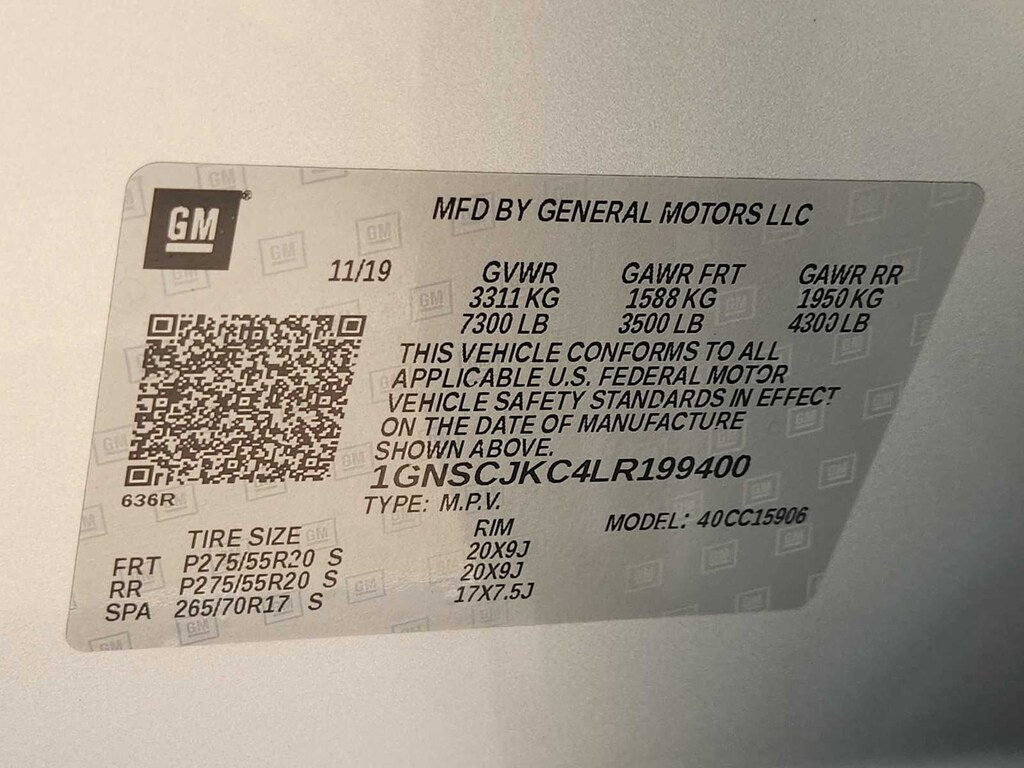 GM
MFD BY GENERAL MOTORS LLC
11/19
GVWR GAWR FRT GAWR RR
3311 KG 1588 KG 1950 KG
7300 LB 3500 LB 4300 LB
THIS VEHICLE CONFORMS TO ALL
APPLICABLE U.S. FEDERAL MOTOR
VEHICLE SAFETY STANDARDS IN EFFECT
ON THE DATE OF MANUFACTURE
SHOWN ABOVE.
1GNSCJKC4LR199400
636R
TYPE: M.P.V.
MODEL: 40CC15906
TIRE SIZE RIM
FRT P275/55R20 S 20X9J
RR P275/55R20 S 20X9J
SPA 265/70R17 S 17X7.5J